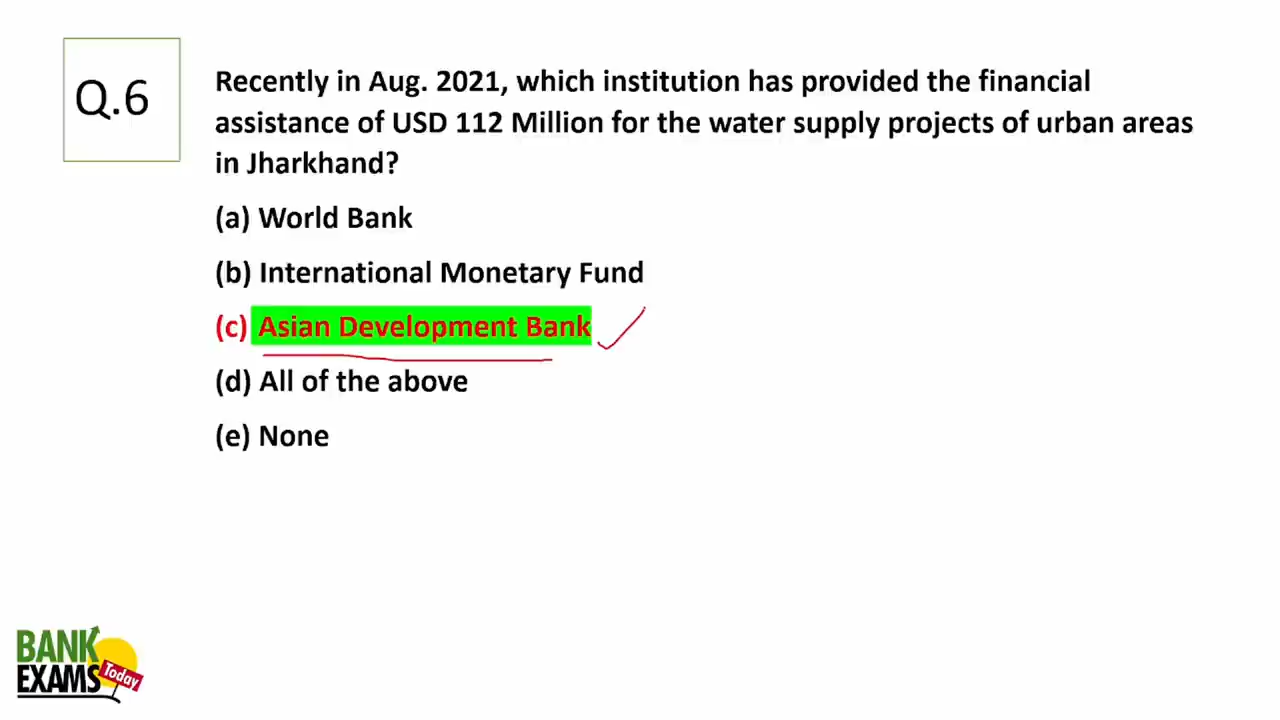 Q.6
Recently in Aug. 2021, which institution has provided the financial
assistance of USD 112 Million for the water supply projects of urban areas
in Jharkhand?
(a) World Bank
(b) International Monetary Fund
(c) Asian Development Bank
(d) All of the above
(e) None
BANK
EXAMS
Today